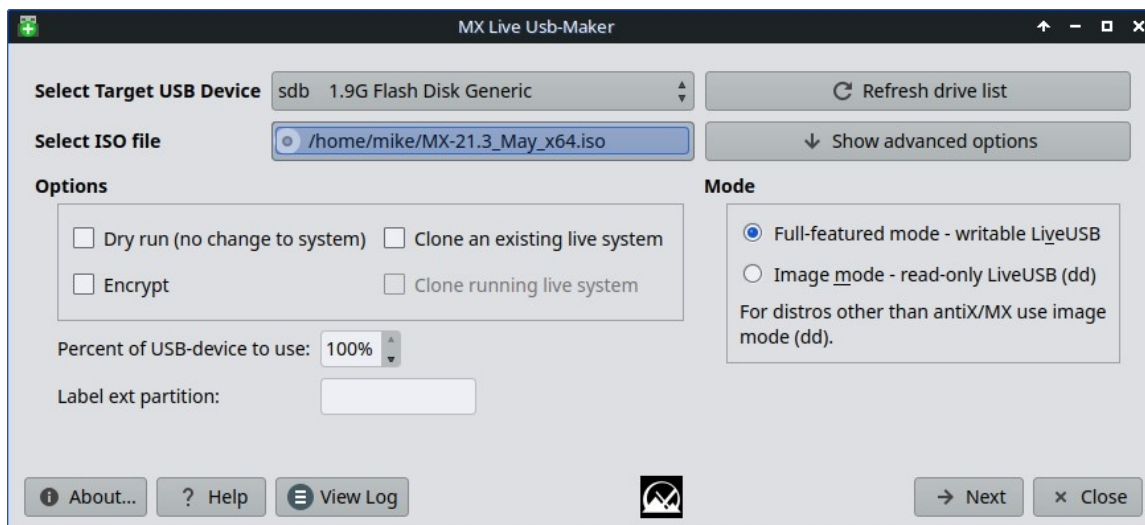 MX Live Usb-Maker
Select Target USB Device sdb 1.9G Flash Disk Generic Refresh drive list
Select ISO file /home/mike/MX-21.3_May_x64.iso Show advanced options
Options
Dry run (no change to system) Clone an existing live system
Encrypt Clone running live system
Percent of USB-device to use: 100%
Label ext partition:
Mode
Full-featured mode - writable LiveUSB
Image mode - read-only LiveUSB (dd)
For distros other than antiX/MX use image
mode (dd).
About... ? Help View Log Next Close